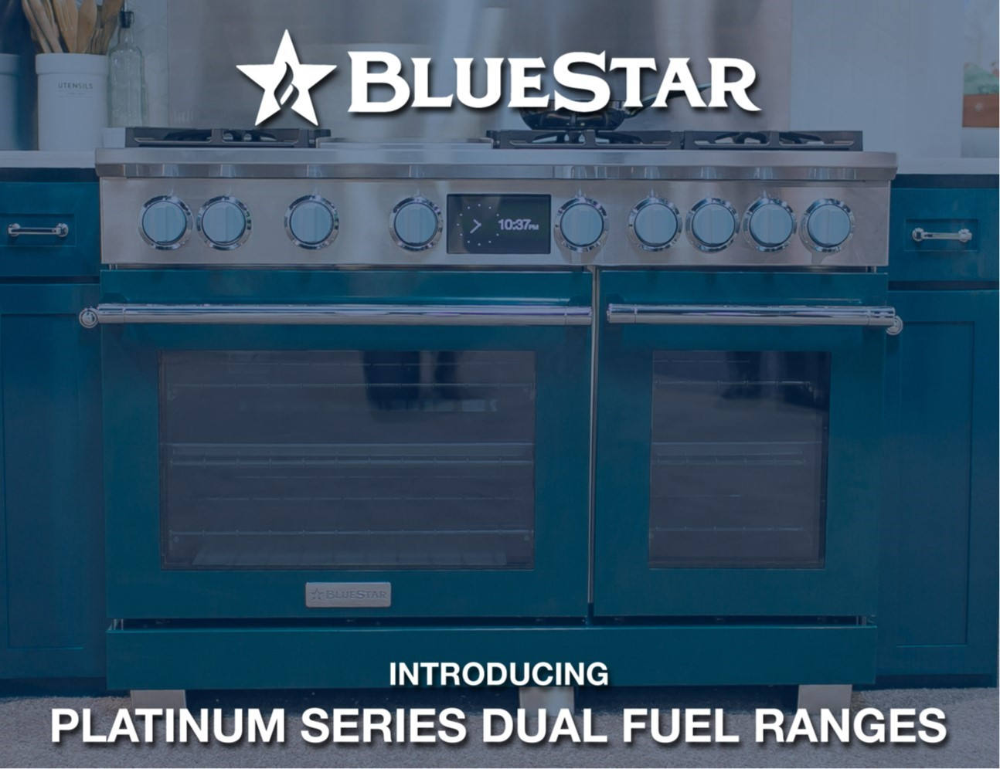 BLUESTAR
UTENSILS
10:37PM
BLUESTAR
INTRODUCING
PLATINUM SERIES DUAL FUEL RANGES